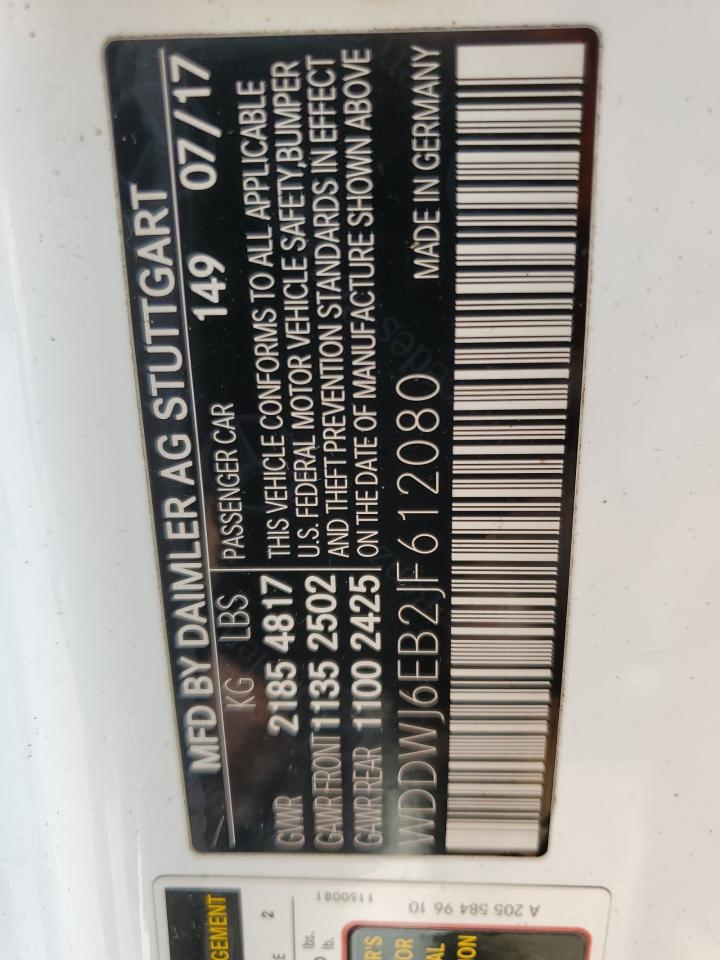 MFD BY DAIMLER AG STUTTGART
149 07/17
KG LBS PASSENGER CAR
GVWR 2185 4817 THIS VEHICLE CONFORMS TO ALL APPLICABLE
GAWR FRONT 1135 2502 U.S. FEDERAL MOTOR VEHICLE SAFETY,BUMPER
AND THEFT PREVENTION STANDARDS IN EFFECT
GAWR REAR 1100 2425 ON THE DATE OF MANUFACTURE SHOWN ABOVE
WDDWJ6EB2JF612080 MADE IN GERMANY
GEMENT
2
lbs.
lb.
1150081
A 205 584 96 10